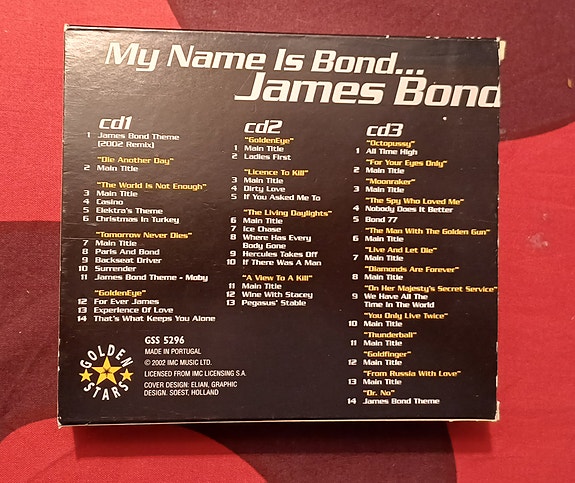 My Name Is Bond...
James Bond
cd1
1 James Bond Theme
(2002 Remix)
"Die Another Day"
2 Main Title
"The World Is Not Enough"
3 Main Title
4 Casino
5 Elektra's Theme
6 Christmas In Turkey
"Tomorrow Never Dies"
7 Main Title
8 Paris And Bond
9 Backseat Driver
10 Surrender
11 James Bond Theme - Moby
"GoldenEye"
12 For Ever James
13 Experience Of Love
14 That's What Keeps You Alone
cd2
"GoldenEye"
1 Main Title
2 Ladies First
"Licence To Kill"
3 Main Title
4 Dirty Love
5 If You Asked Me To
"The Living Daylights"
6 Main Title
7 Ice Chase
8 Where Has Every
Body Gone
9 Hercules Takes Off
10 If There Was A Man
"A View To A Kill"
11 Main Title
12 Wine With Stacey
13 Pegasus' Stable
cd3
"Octopussy"
1 All Time High
"For Your Eyes Only"
2 Main Title
"Moonraker"
3 Main Title
"The Spy Who Loved Me"
4 Nobody Does It Better
5 Bond 77
"The Man With The Golden Gun"
6 Main Title
"Live And Let Die"
7 Main Title
"Diamonds Are Forever"
8 Main Title
"On Her Majesty's Secret Service"
9 We Have All The
Time In The World
"You Only Live Twice"
10 Main Title
"Thunderball"
11 Main Title
"Goldfinger"
12 Main Title
"From Russia With Love"
13 Main Title
"Dr. No"
14 James Bond Theme
GOLDEN
STARS
GSS 5296
MADE IN PORTUGAL
© 2002 IMC MUSIC LTD.
LICENSED FROM IMC LICENSING S.A.
COVER DESIGN: ELIAN, GRAPHIC
DESIGN. SOEST, HOLLAND